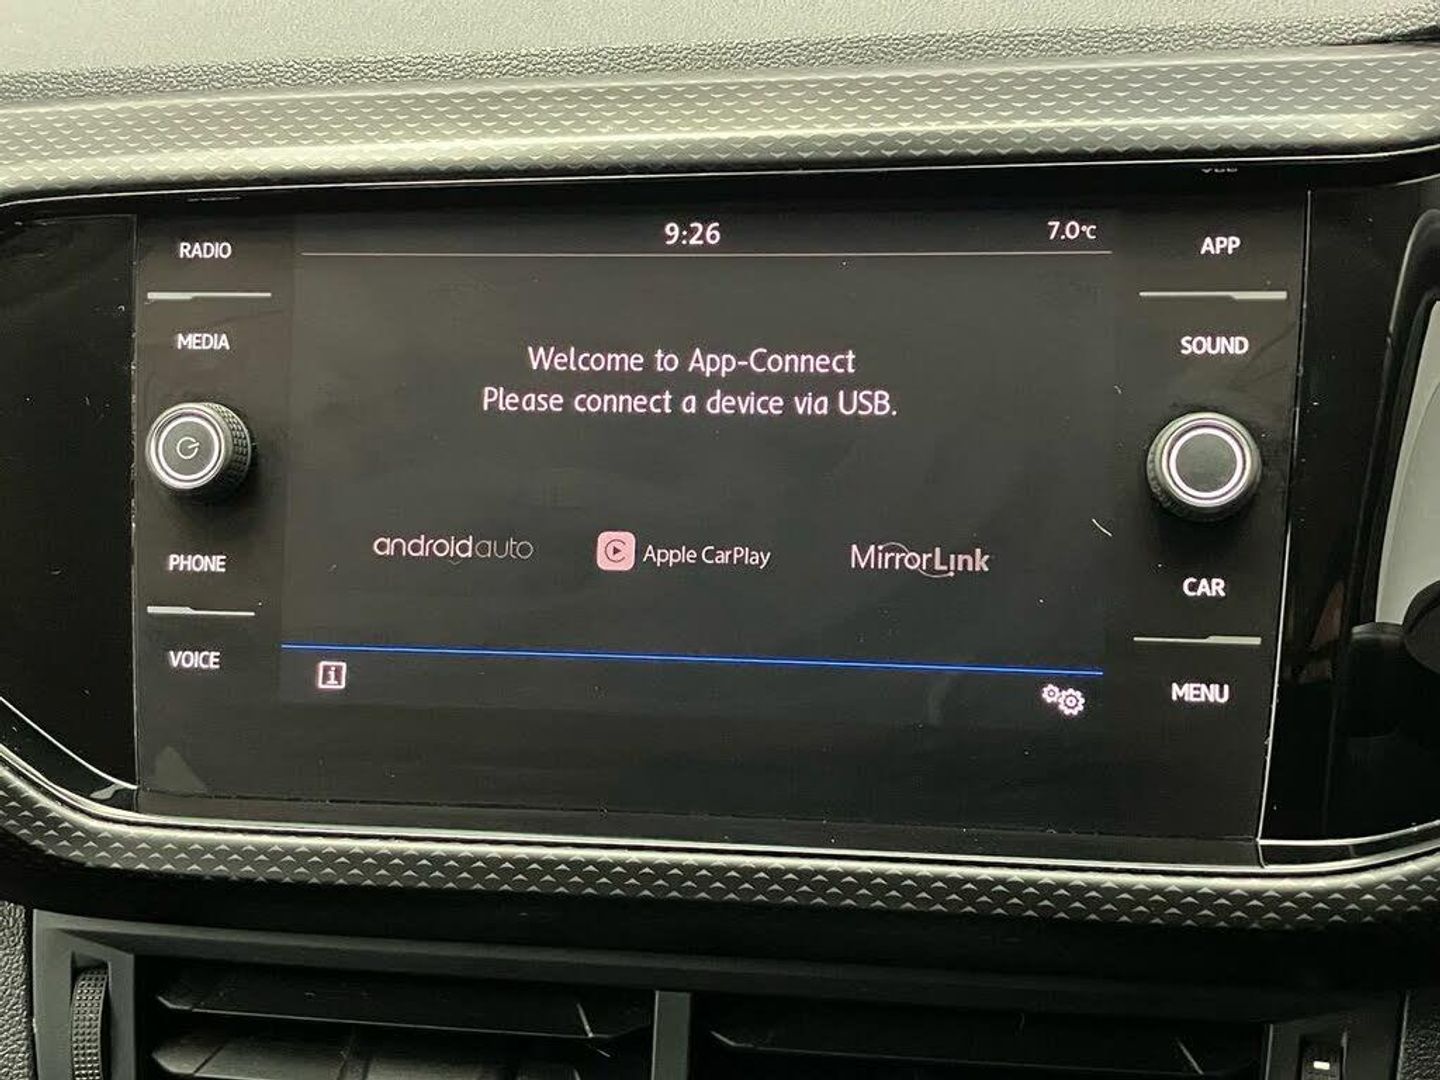 9:26
7.0°C
RADIO
MEDIA
PHONE
VOICE
Welcome to App-Connect
Please connect a device via USB.
androidauto
Apple CarPlay
MirrorLink
i
APP
SOUND
CAR
MENU